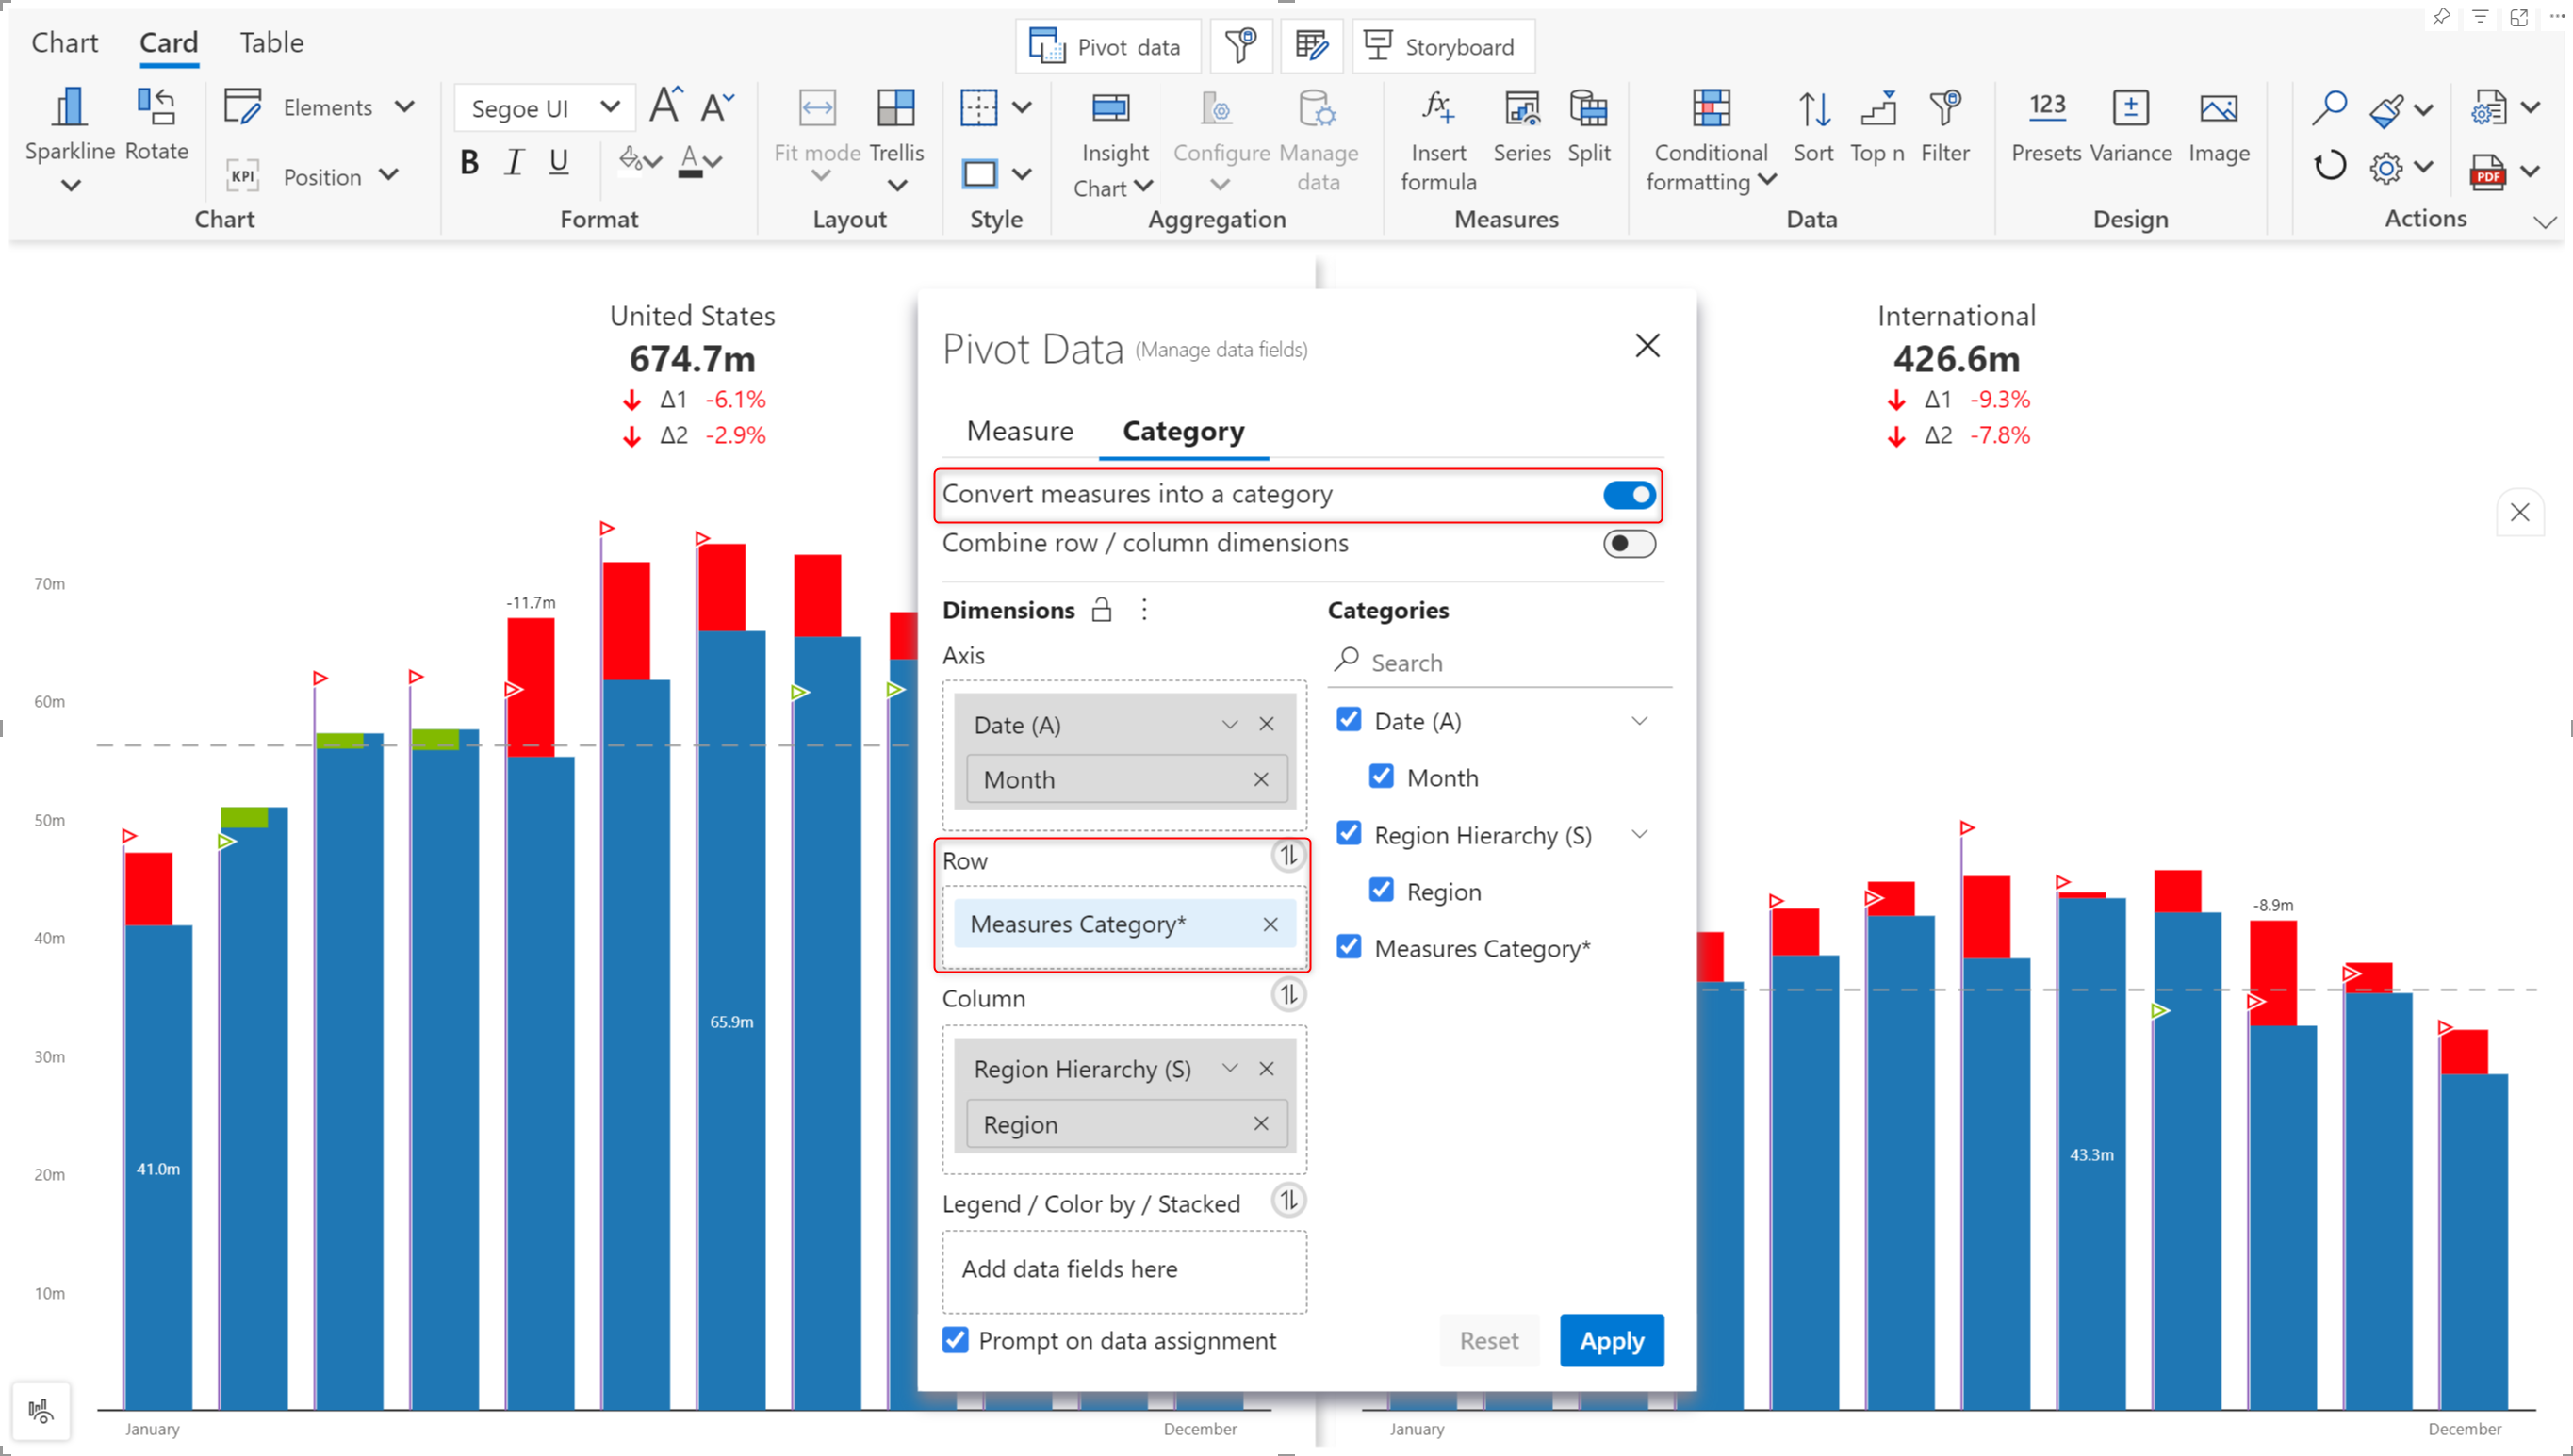 Chart Card Table
Pivot data Storyboard
Sparkline Rotate
Elements
KPI Position
Chart
Segoe UI A A
B I U A
Format
Fit mode Trellis
Layout
Style
Insight Chart
Configure
Manage data
Aggregation
fx
Insert formula
Series
Split
Measures
Conditional formatting
Sort
Top n
Filter
Data
123
Presets
Variance
Image
Design
PDF
Actions
United States
674.7m
Δ1 -6.1%
Δ2 -2.9%
International
426.6m
Δ1 -9.3%
Δ2 -7.8%
70m
60m
50m
40m
30m
20m
10m
-11.7m
65.9m
41.0m
January
December
Pivot Data (Manage data fields)
Measure Category
Convert measures into a category
Combine row / column dimensions
Dimensions
Axis
Date (A)
Month
Row
Measures Category*
Column
Region Hierarchy (S)
Region
Legend / Color by / Stacked
Add data fields here
Prompt on data assignment
Categories
Search
Date (A)
Month
Region Hierarchy (S)
Region
Measures Category*
Reset Apply
-8.9m
43.3m
January
December